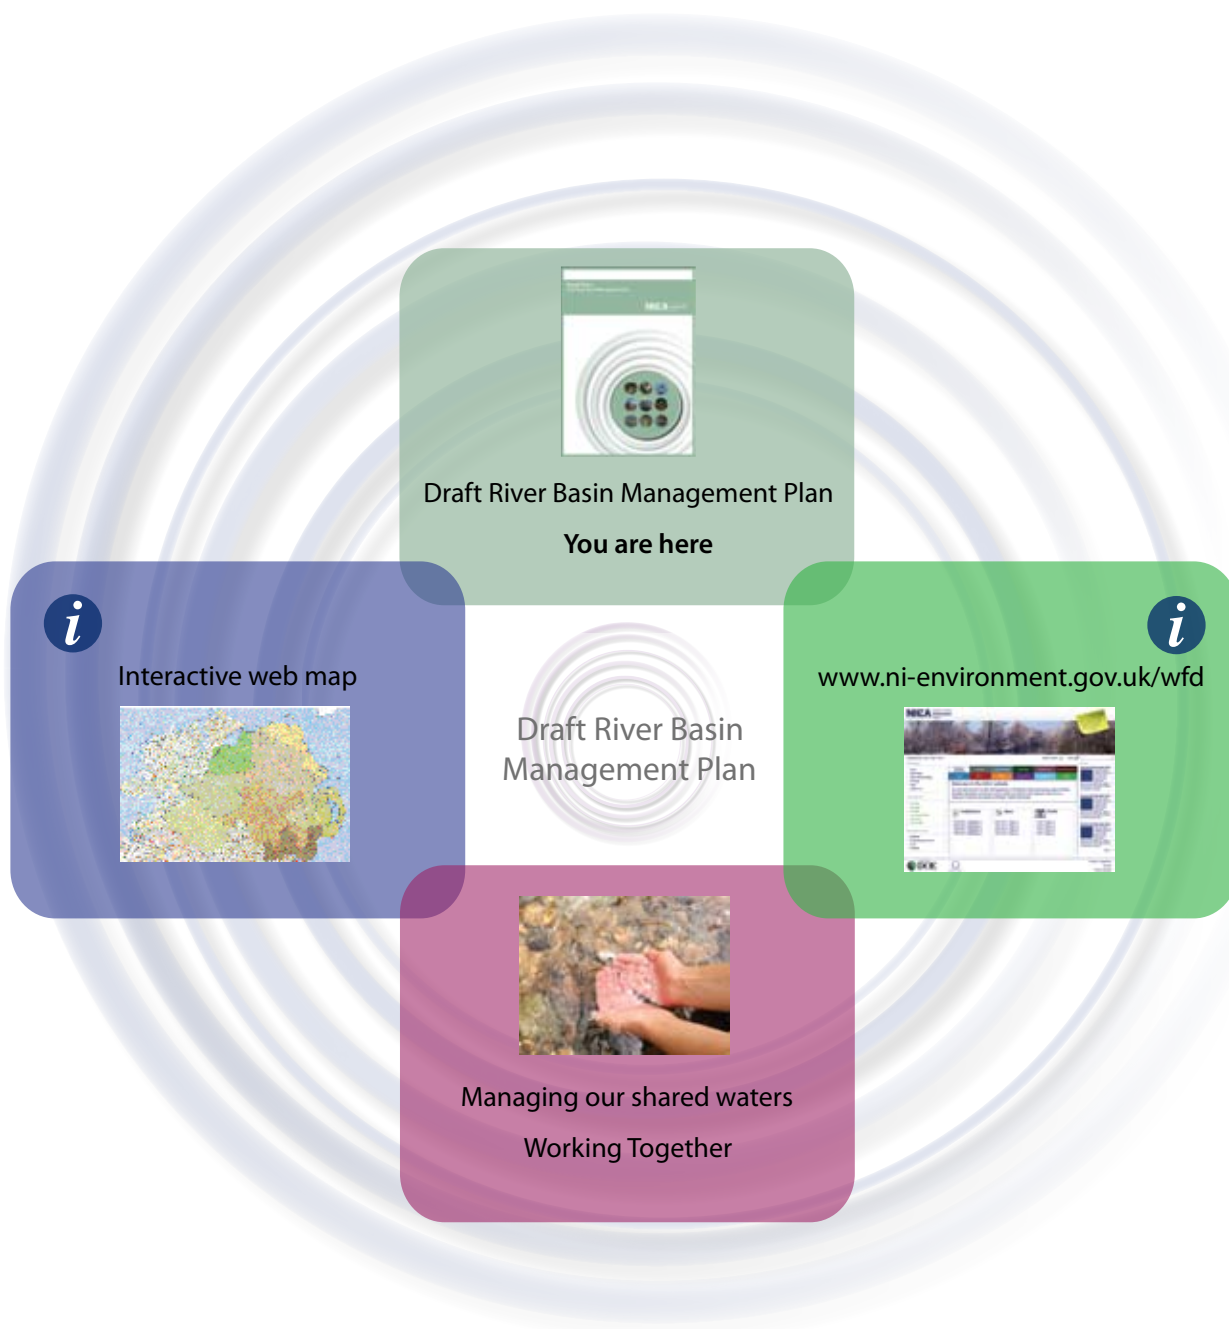 Draft River Basin Management Plan
You are here
i
Interactive web map
i
www.ni-environment.gov.uk/wfd
Draft River Basin
Management Plan
Managing our shared waters
Working Together